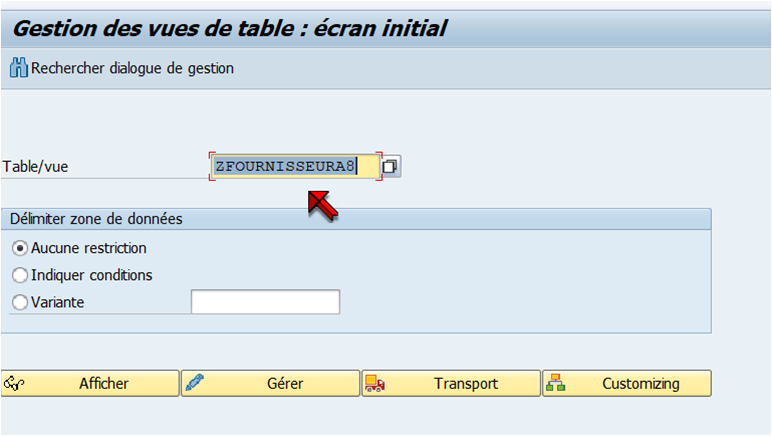 Gestion des vues de table : écran initial
Rechercher dialogue de gestion
Table/vue ZFOURNISSEURA8
Délimiter zone de données
Aucune restriction
Indiquer conditions
Variante
Afficher Gérer Transport Customizing